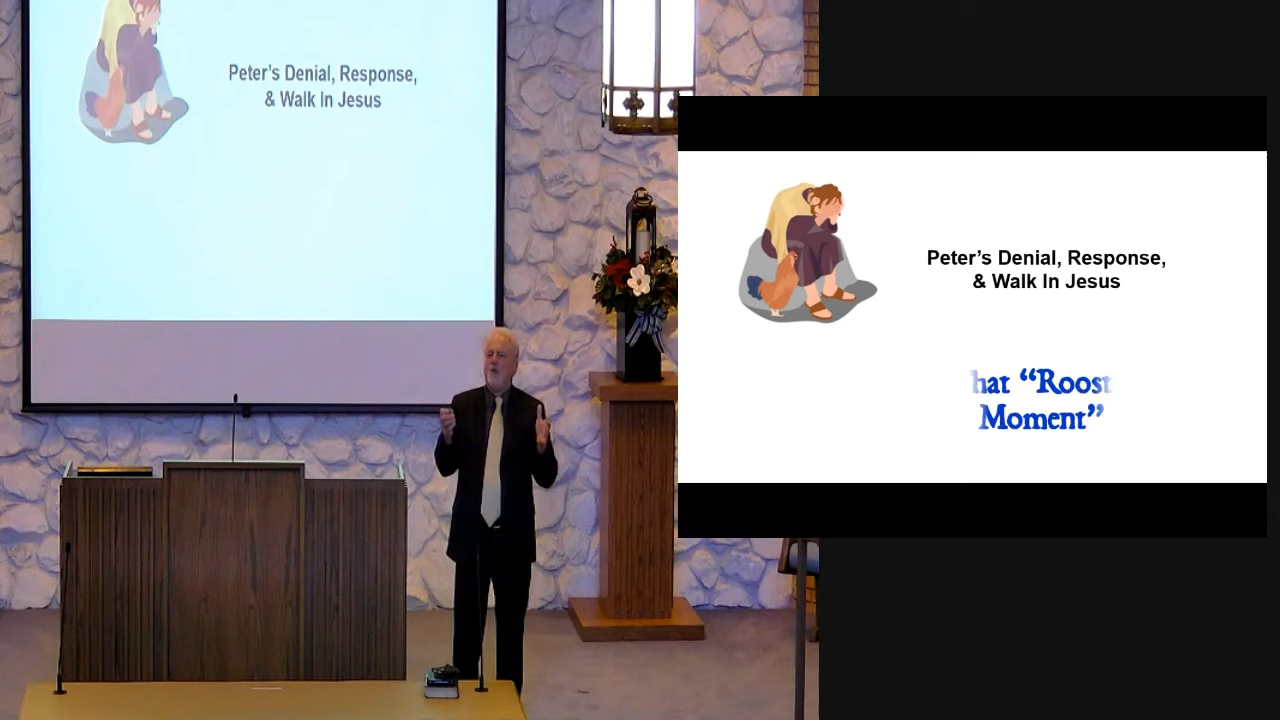 Peter's Denial, Response,
& Walk In Jesus
Peter’s Denial, Response,
& Walk In Jesus
hat “Roost
Moment”